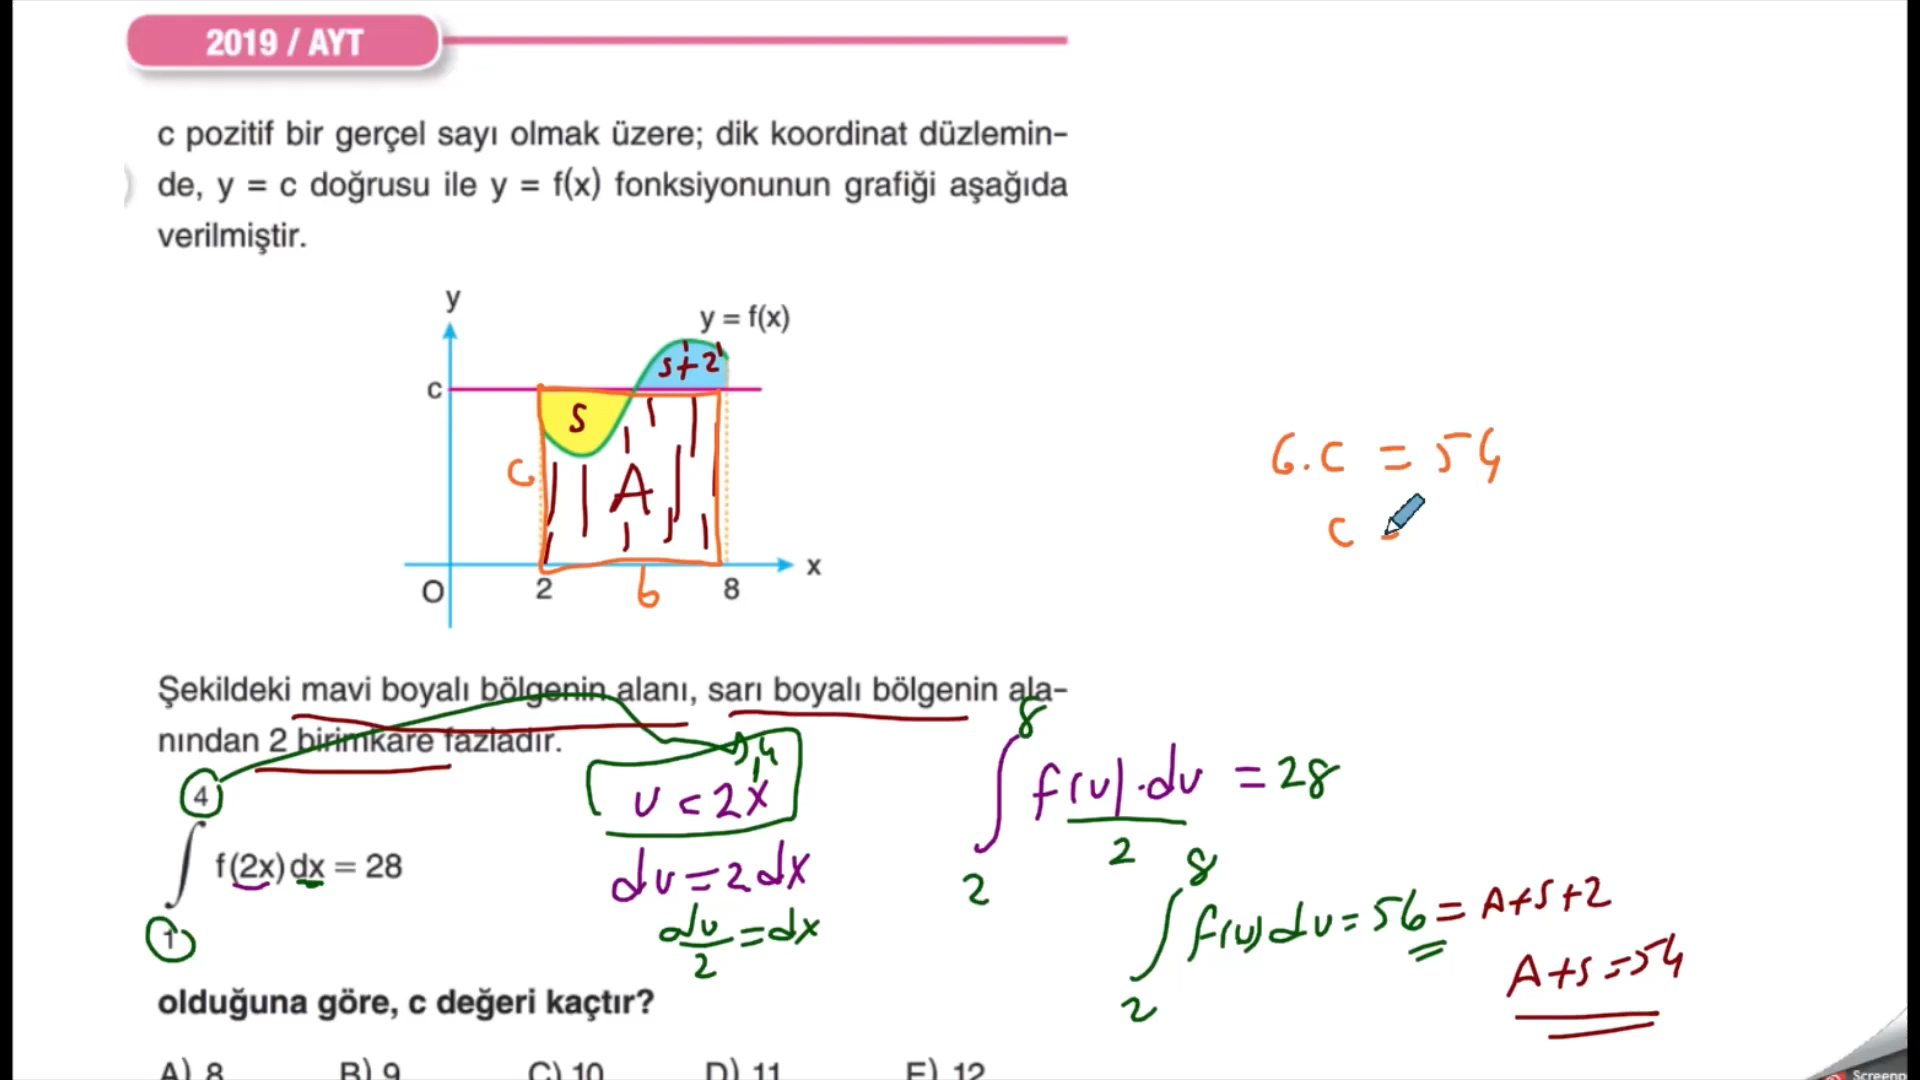 2019 / AYT
c pozitif bir gerçel sayı olmak üzere; dik koordinat düzlemin-
de, y = c doğrusu ile y = f(x) fonksiyonunun grafiği aşağıda
verilmiştir.
y
y = f(x)
s+2
c
s
c
A
x
O
2
6
8
6.c = 54
c =
Şekildeki mavi boyalı bölgenin alanı, sarı boyalı bölgenin ala-
nından 2 birimkare fazladır.
4
∫ f(2x) dx = 28
1
u = 2x
du = 2dx
du/2 = dx
8
∫ f(u).du/2 = 28
2
8
∫ f(u)du = 56 = A+S+2
2
A+S=54
olduğuna göre, c değeri kaçtır?
A) 8 B) 9 C) 10 D) 11 E) 12